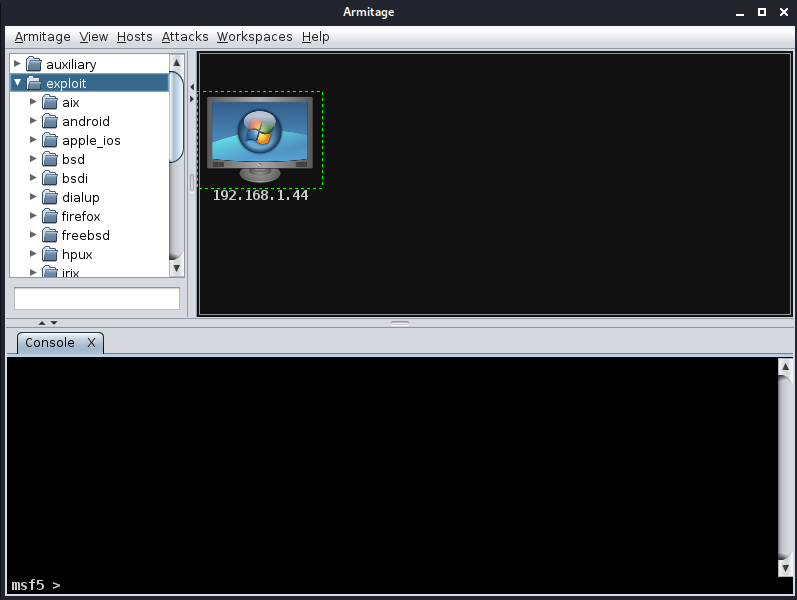 Armitage
Armitage View Hosts Attacks Workspaces Help
auxiliary
exploit
aix
android
apple_ios
bsd
bsdi
dialup
firefox
freebsd
hpux
irix
192.168.1.44
Console X
msf5 >